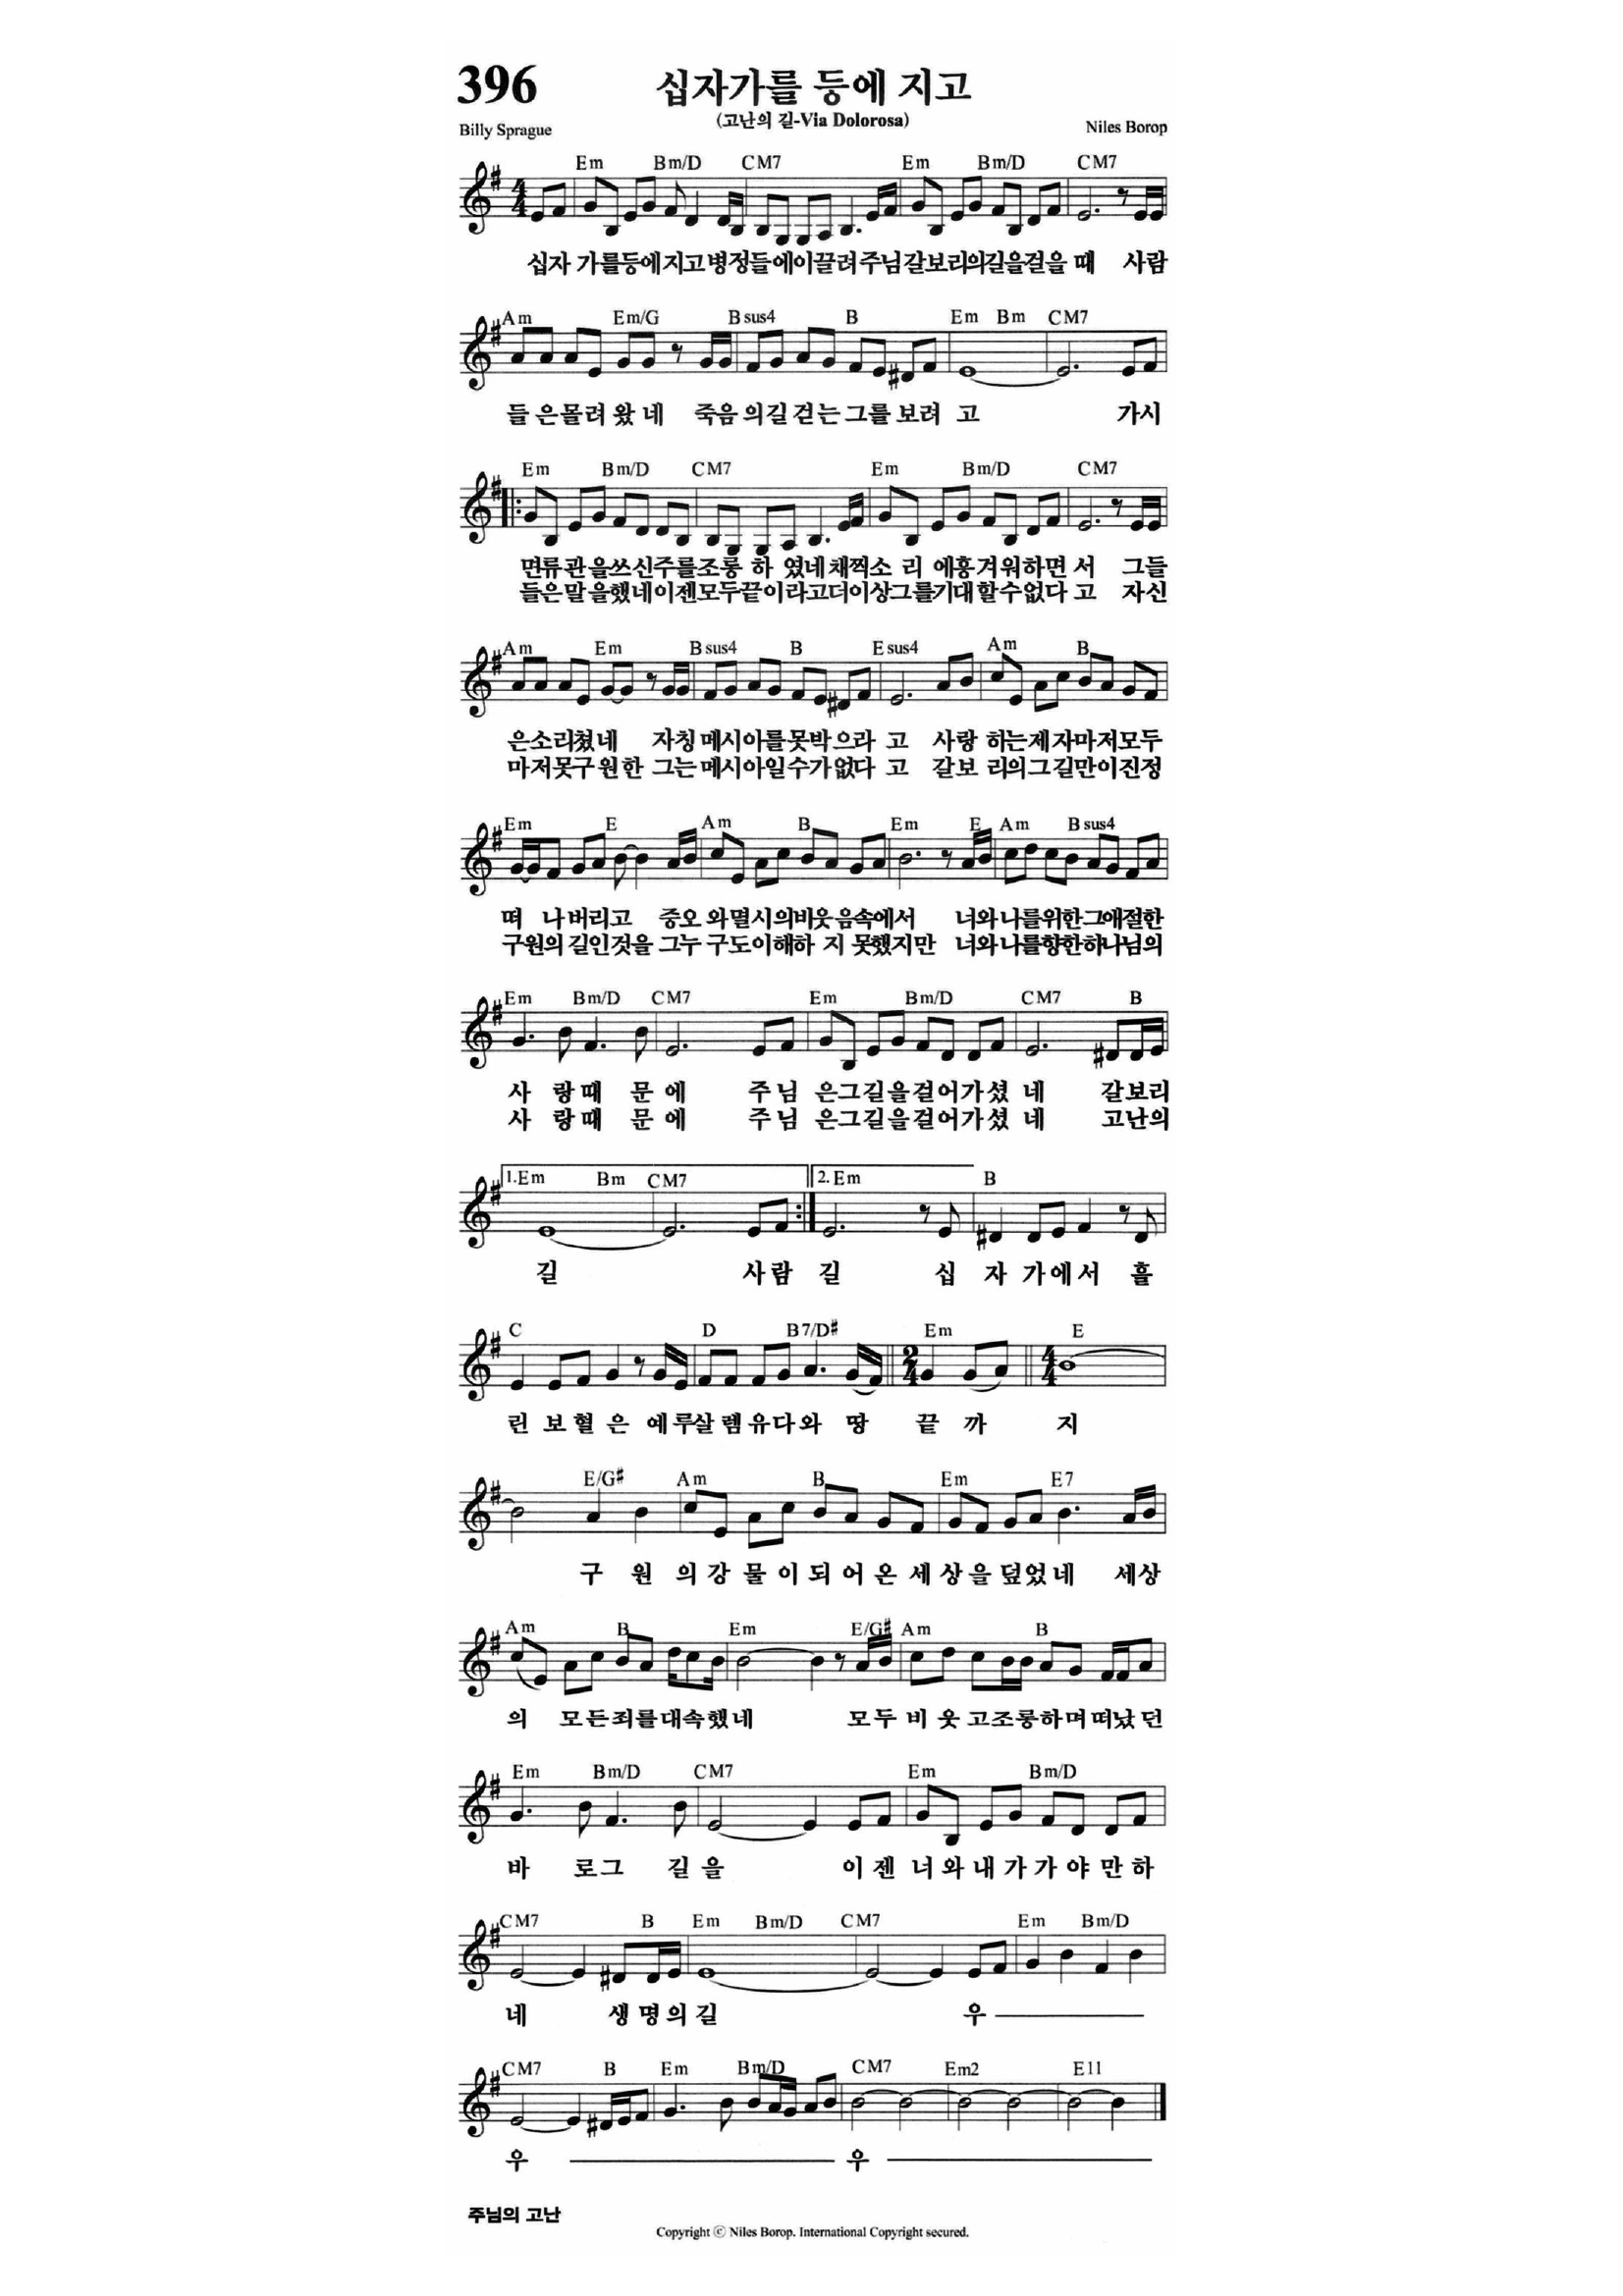 396
십자가를 등에 지고
(고난의 길-Via Dolorosa)
Billy Sprague
Niles Borop
Em Bm/D CM7 Em Bm/D CM7
십자 가를등에지고병정들에이끌려주님갈보리의길을걸을 때 사람
Am Em/G Bsus4 B Em Bm CM7
들 은몰려 왔 네 죽음 의길 걷는 그를 보려 고 가시
Em Bm/D CM7 Em Bm/D CM7
면류 관 을쓰 신주 를조 롱 하 였네 채찍소 리 에흥겨 워하면 서 그들
들은말 을했네이젠모두끝이라고더이상그를기대할수없다 고 자신
Am Em Bsus4 B Esus4 Am B
은소리쳤네 자칭 메시아를못박으라 고 사랑 하는제자마저모두
마저못구원한 그는 메시아일수가없다 고 갈보 리의그길만이진정
Em E Am B Em E Am Bsus4
떠 나버리고 증오 와멸시의비웃음속에서 너와나를위한그애절한
구원의 길인것을 그누 구도이해하 지 못했지만 너와나를향한하나님의
Em Bm/D CM7 Em Bm/D CM7 B
사 랑때 문에 주님 은그길을걸어가셨 네 갈보리
사 랑때 문에 주님 은그길을걸어가셨 네 고난의
1.Em Bm CM7 2. Em B
길 사람 길 십 자 가에서 흘
C D B7/D# Em E
린 보 혈 은 예루살렘유다와 땅 끝 까 지
E/G# Am B Em E7
구 원 의 강 물 이 되 어 온 세 상을 덮었네 세상
Am B Em E/G# Am B
의 모든죄를대속했네 모두 비 웃 고조롱하며떠났 던
Em Bm/D CM7 Em Bm/D
바 로그 길 을 이 젠 너 와 내 가 가 야 만 하
CM7 B Em Bm/D CM7 Em Bm/D
네 생 명 의 길 우
CM7 B Em Bm/D CM7 Em2 E11
우 우
주님의 고난
Copyright ⓒ Niles Borop. International Copyright secured.